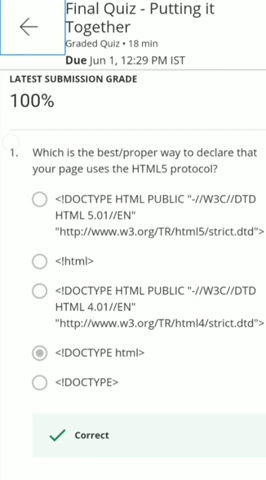 Final Quiz - Putting it
Together
Graded Quiz • 18 min
Due Jun 1, 12:29 PM IST
LATEST SUBMISSION GRADE
100%
1. Which is the best/proper way to declare that
your page uses the HTML5 protocol?
<!DOCTYPE HTML PUBLIC "-//W3C//DTD
HTML 5.01//EN"
"http://www.w3.org/TR/html5/strict.dtd">
<!html>
<!DOCTYPE HTML PUBLIC "-//W3C//DTD
HTML 4.01//EN"
"http://www.w3.org/TR/html4/strict.dtd">
<!DOCTYPE html>
<!DOCTYPE>
Correct